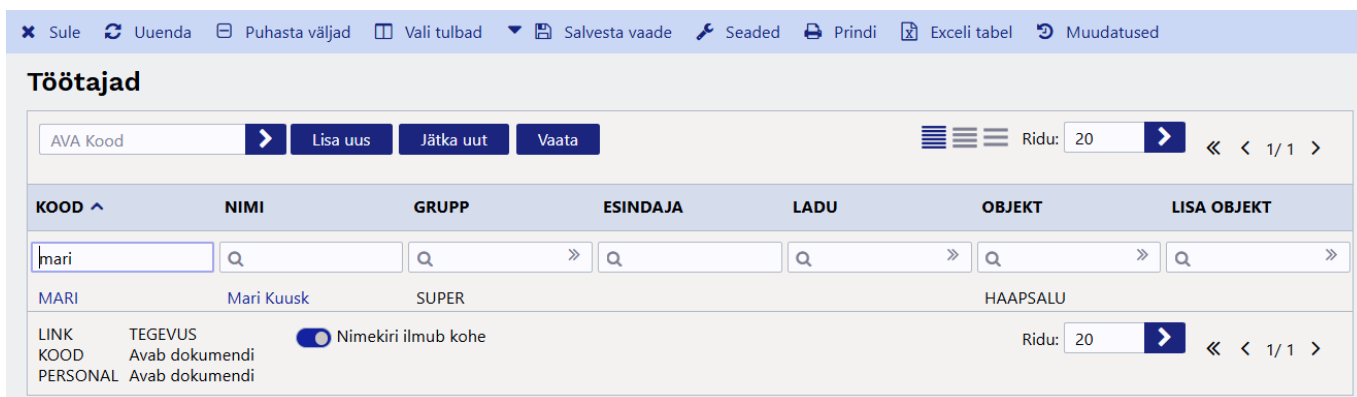 Sule Uuenda Puhasta väljad Vali tulbad Salvesta vaade Seaded Prindi Exceli tabel Muudatused
Töötajad
AVA Kood Lisa uus Jätka uut Vaata Ridu: 20 1/ 1
KOOD NIMI GRUPP ESINDAJA LADU OBJEKT LISA OBJEKT
mari
MARI Mari Kuusk SUPER HAAPSALU
LINK TEGEVUS Nimekiri ilmub kohe Ridu: 20 1/ 1
KOOD Avab dokumendi
PERSONAL Avab dokumendi